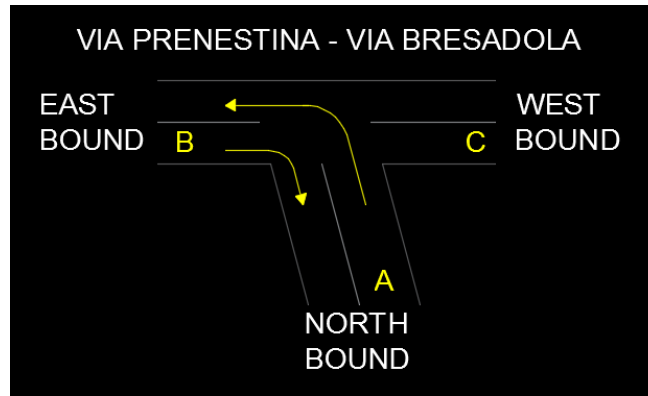 VIA PRENESTINA - VIA BRESADOLA
EAST
BOUND
B
WEST
BOUND
C
A
NORTH
BOUND